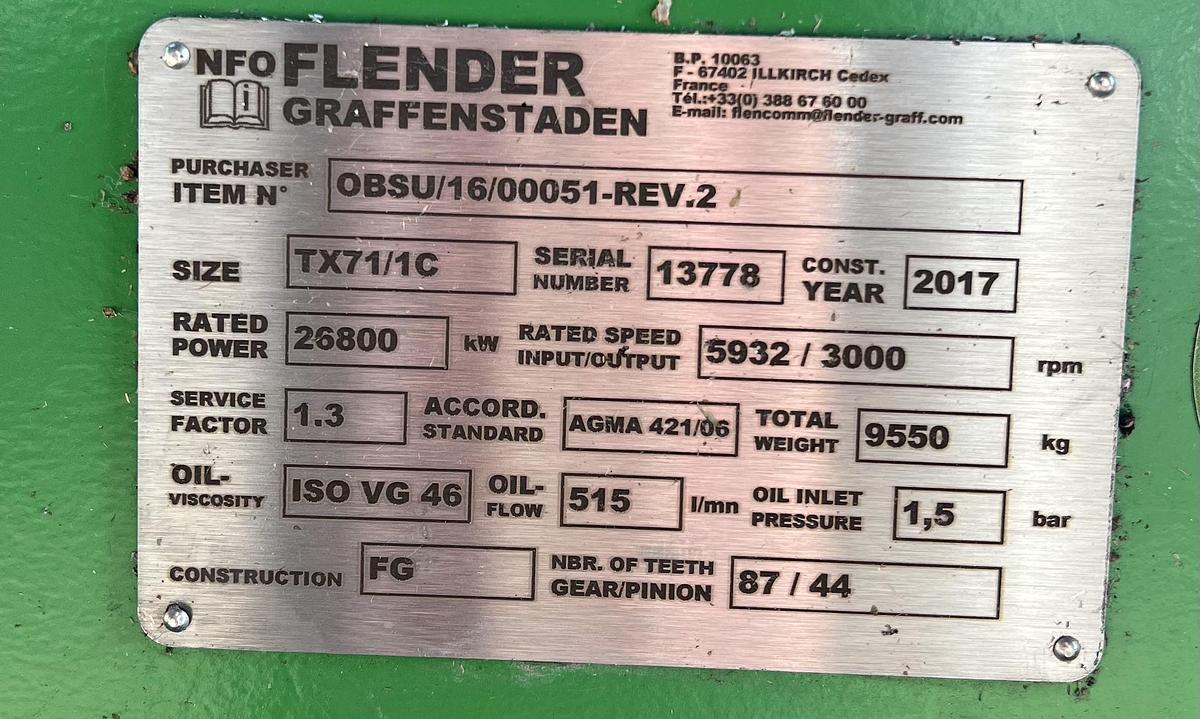 NFO FLENDER
GRAFFENSTADEN
B.P. 10063
F - 67402 ILLKIRCH Cedex
France
Tél.:+33(0) 388 67 60 00
E-mail: flencomm@flender-graff.com
PURCHASER
ITEM N° OBSU/16/00051-REV.2
SIZE TX71/1C SERIAL NUMBER 13778 CONST. YEAR 2017
RATED POWER 26800 kW RATED SPEED INPUT/OUTPUT 5932 / 3000 rpm
SERVICE FACTOR 1.3 ACCORD. STANDARD AGMA 421/06 TOTAL WEIGHT 9550 kg
OIL-VISCOSITY ISO VG 46 OIL-FLOW 515 l/mn OIL INLET PRESSURE 1,5 bar
CONSTRUCTION FG NBR. OF TEETH GEAR/PINION 87 / 44